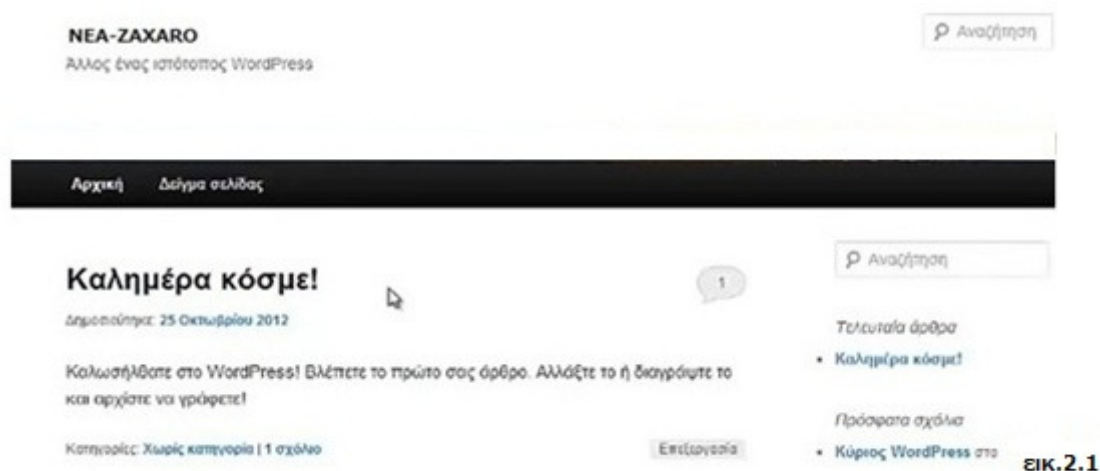 NEA-ZAXARO
Αναζήτηση
Άλλος ένας ιστότοπος WordPress
Αρχική Δείγμα σελίδας
Καλημέρα κόσμε!
1
Δημοσιεύτηκε: 25 Οκτωβρίου 2012
Καλωσήλθατε στο WordPress! Βλέπετε το πρώτο σας άρθρο. Αλλάξτε το ή διαγράψτε το
και αρχίστε να γράφετε!
Κατηγορίες: Χωρίς κατηγορία | 1 σχόλιο
Επεξεργασία
Αναζήτηση
Τελευταία άρθρα
• Καλημέρα κόσμε!
Πρόσφατα σχόλια
• Κύριος WordPress στο
εικ.2.1